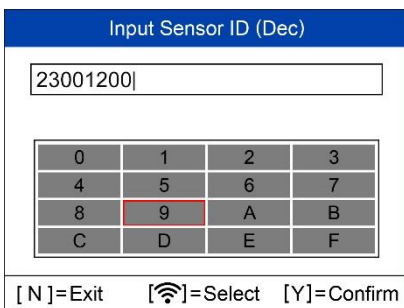 Input Sensor ID (Dec)
23001200
0 1 2 3
4 5 6 7
8 9 A B
C D E F
[ N ]=Exit []=Select [Y]=Confirm